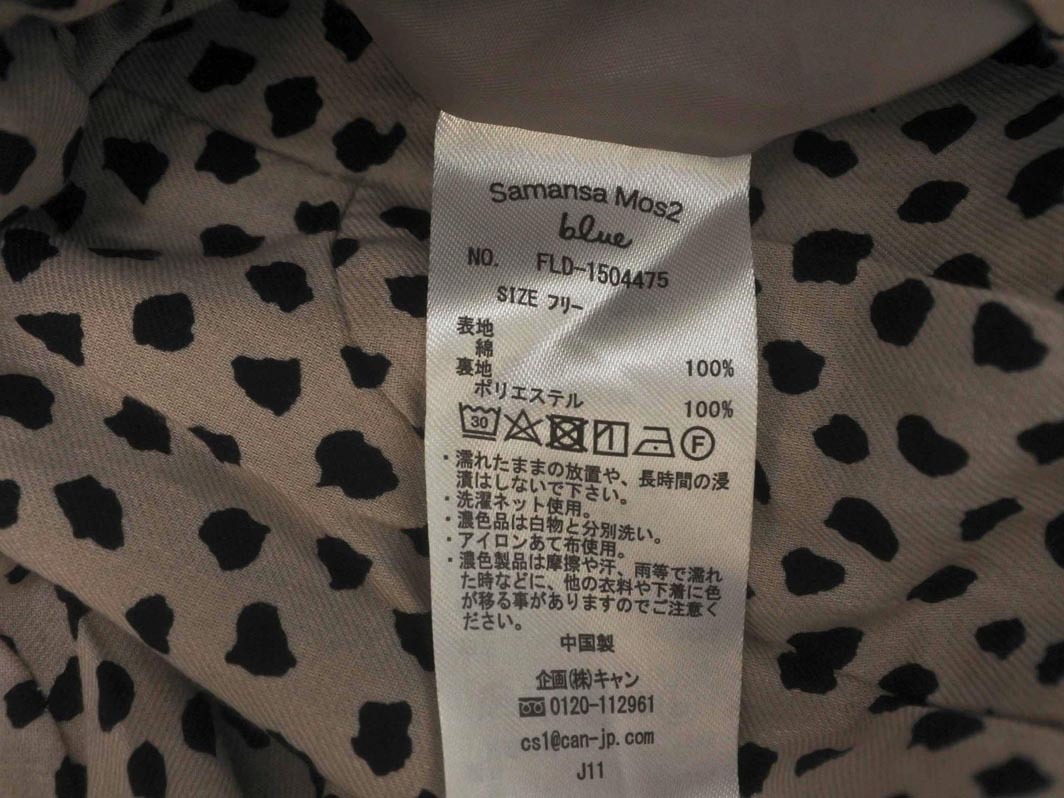 Samansa Mos2
blue
NO. FLD-1504475
SIZE フリー
表地
綿 100%
裏地
ポリエステル 100%
30 F
・濡れたままの放置や、長時間の浸
漬はしないで下さい。
・洗濯ネット使用。
・濃色品は白物と分別洗い。
・アイロンあて布使用。
・濃色製品は摩擦や汗、雨等で濡れ
た時などに、他の衣料や下着に色
が移る事がありますのでご注意く
ださい。
中国製
企画(株)キャン
0120-112961
cs1@can-jp.com
J11